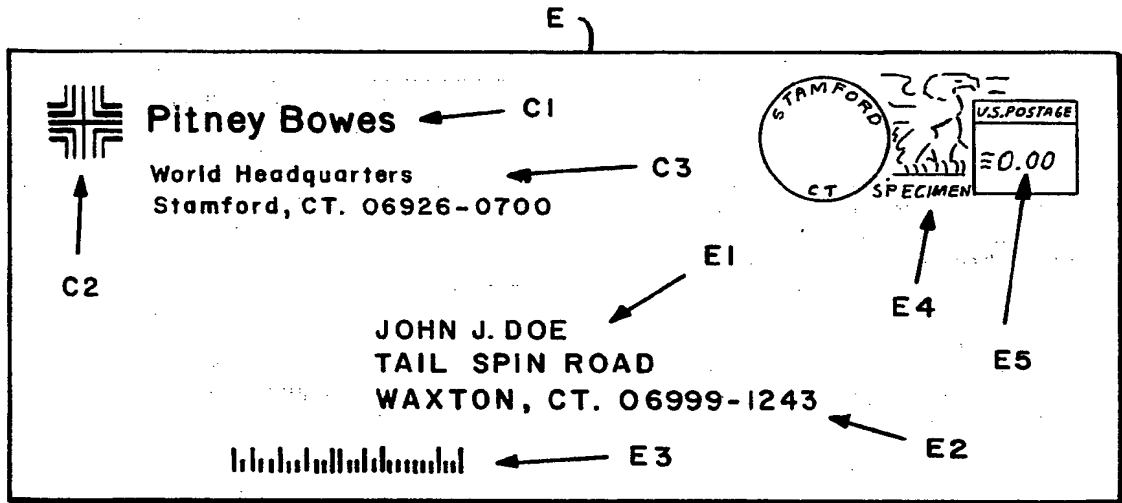 E
Pitney Bowes
C1
World Headquarters
Stamford, CT. 06926-0700
C3
C2
STAMFORD
CT
SPECIMEN
U.S.POSTAGE
0.00
E4
E5
E1
JOHN J. DOE
TAIL SPIN ROAD
WAXTON, CT. 06999-1243
E2
E3